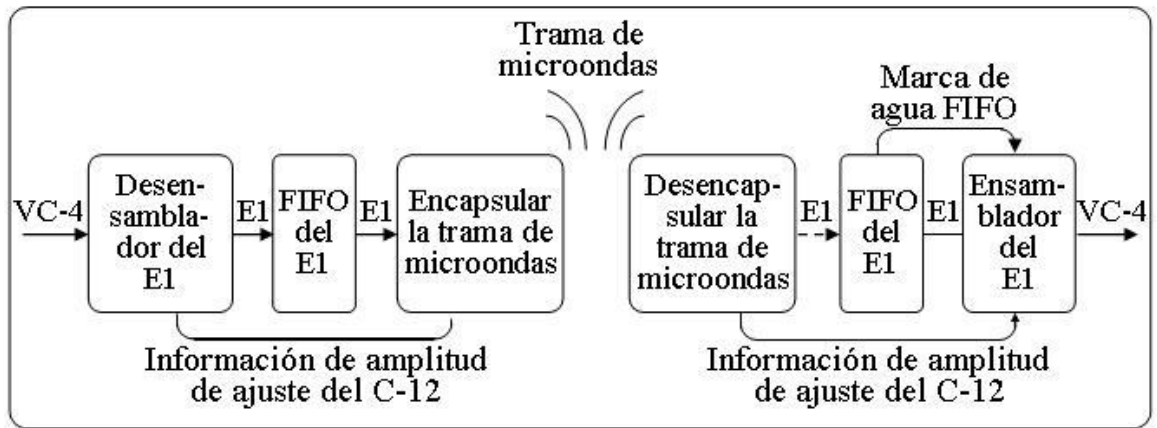 Trama de
microondas
Marca de
agua FIFO
VC-4
Desen-
sambla-
dor del
E1
E1
FIFO
del
E1
E1
Encapsular
la trama de
microondas
Desencap-
sular la
trama de
microondas
E1
FIFO
del
E1
E1
Ensam-
blador
del
E1
VC-4
Información de amplitud
de ajuste del C-12
Información de amplitud
de ajuste del C-12